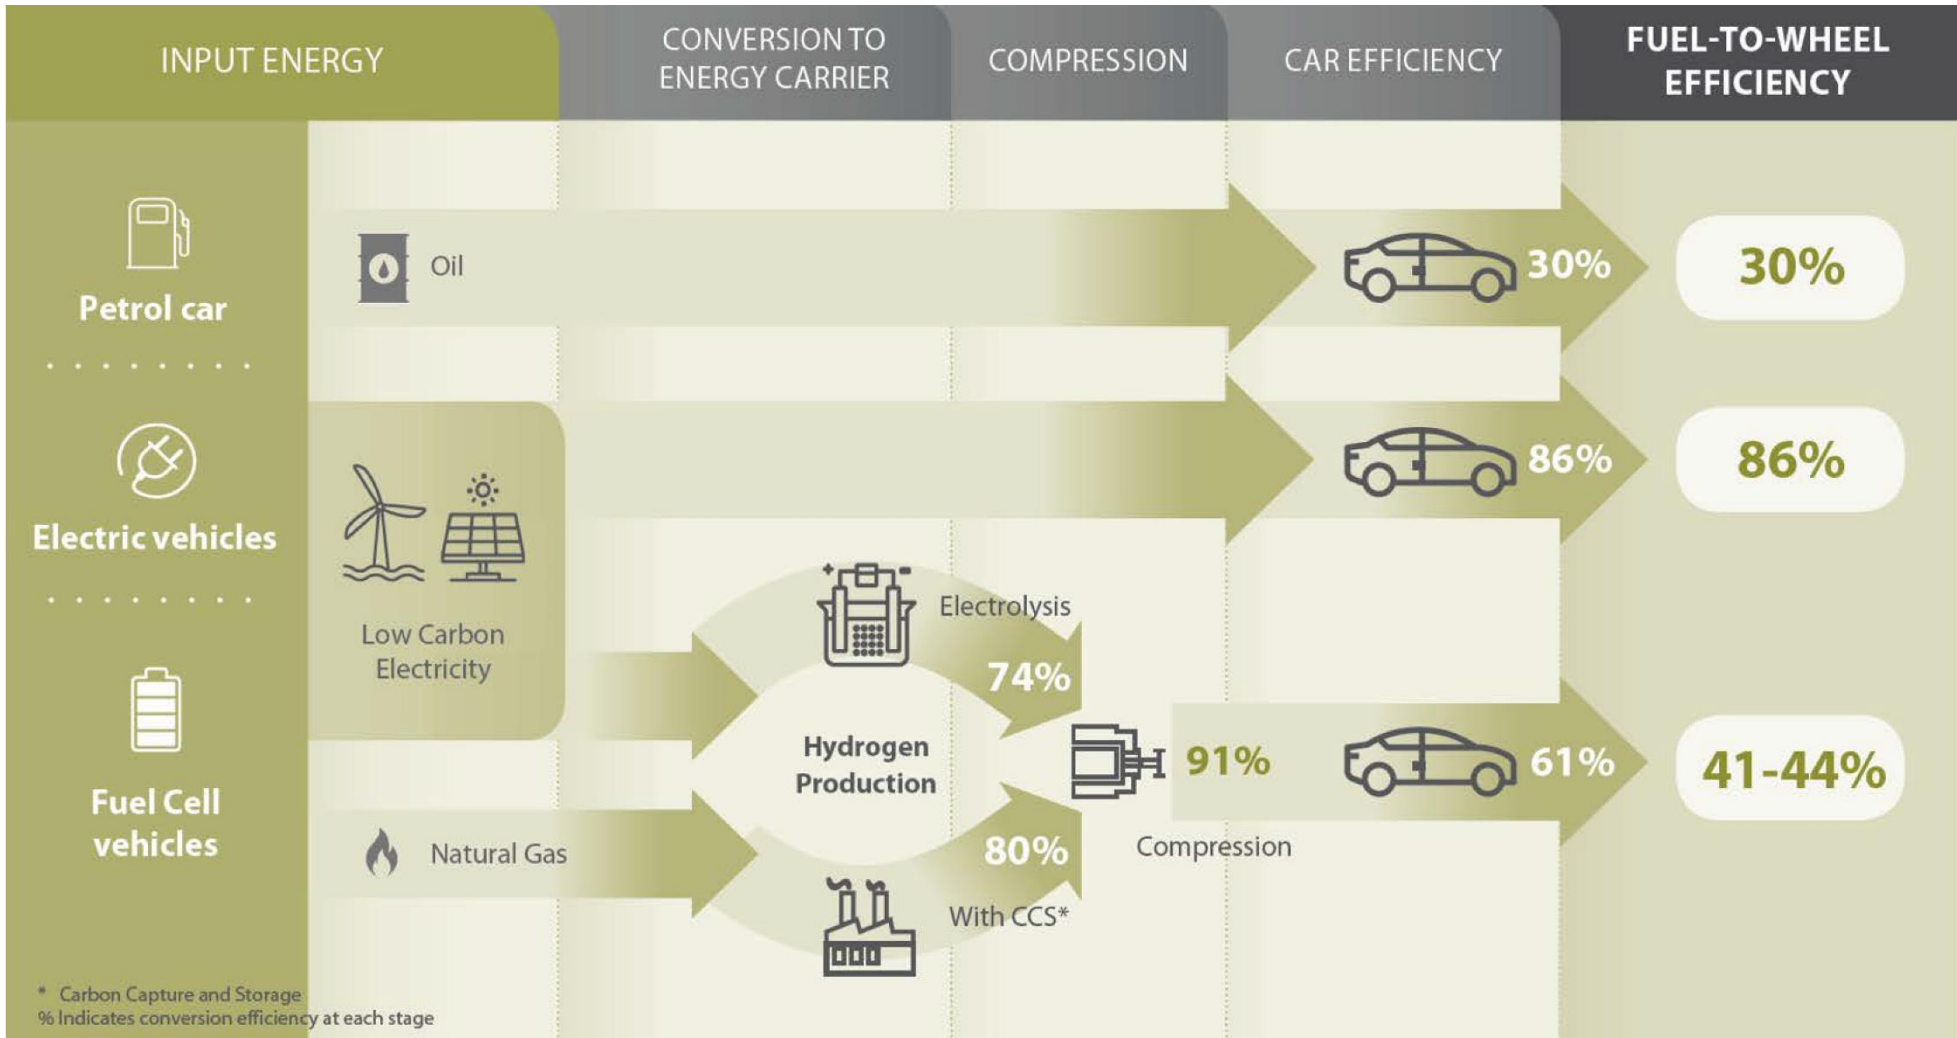 INPUT ENERGY
CONVERSION TO
ENERGY CARRIER
COMPRESSION
CAR EFFICIENCY
FUEL-TO-WHEEL
EFFICIENCY
Petrol car
Oil
30%
30%
Electric vehicles
86%
86%
Low Carbon
Electricity
+ -
Electrolysis
74%
Hydrogen
Production
91%
61%
41-44%
Compression
Fuel Cell
vehicles
Natural Gas
80%
With CCS*
* Carbon Capture and Storage
% Indicates conversion efficiency at each stage